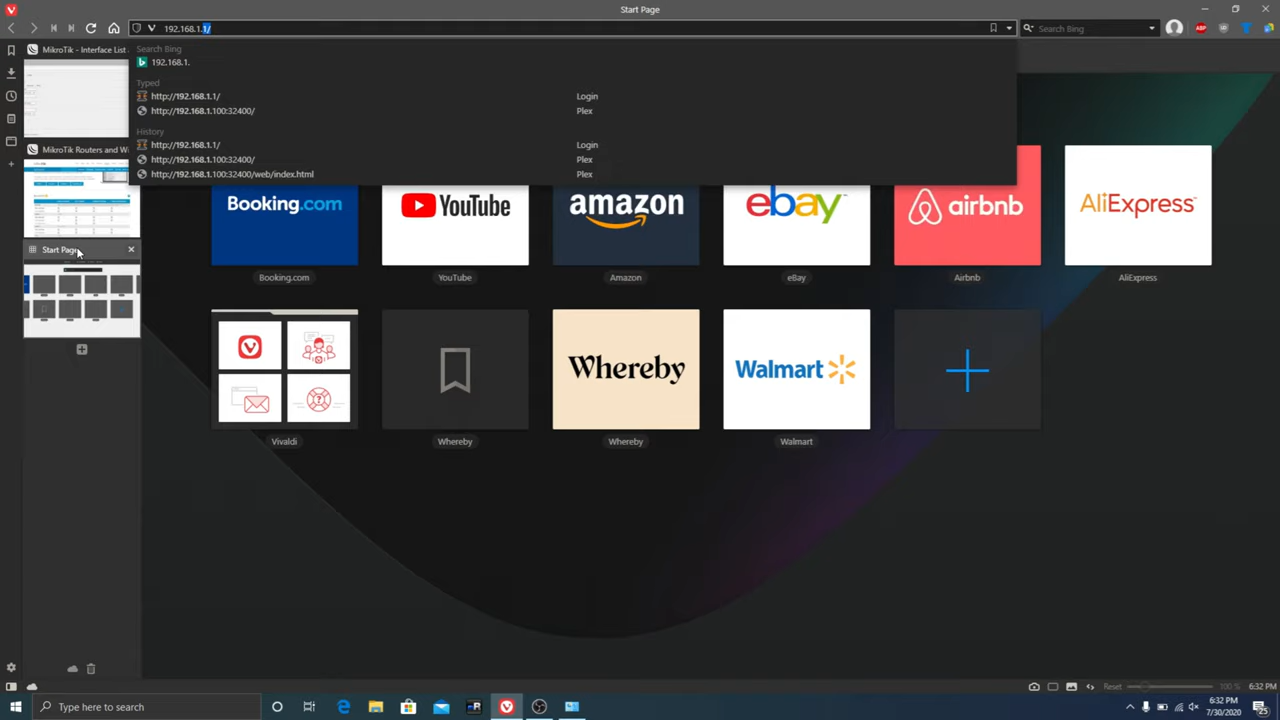 Start Page
192.168.1.1/
Search Bing
MikroTik - Interface List
Search Bing
192.168.1.
Typed
http://192.168.1.1/ Login
http://192.168.1.100:32400/ Plex
History
http://192.168.1.1/ Login
http://192.168.1.100:32400/ Plex
http://192.168.1.100:32400/web/index.html Plex
MikroTik Routers and Wi
Start Page
Booking.com
YouTube
amazon
ebay
airbnb
AliExpress
Booking.com
YouTube
Amazon
eBay
Airbnb
AliExpress
Whereby
Walmart
Vivaldi
Whereby
Whereby
Walmart
Reset
100 %
6:32 PM
Type here to search
6:32 PM
7/30/2020
25